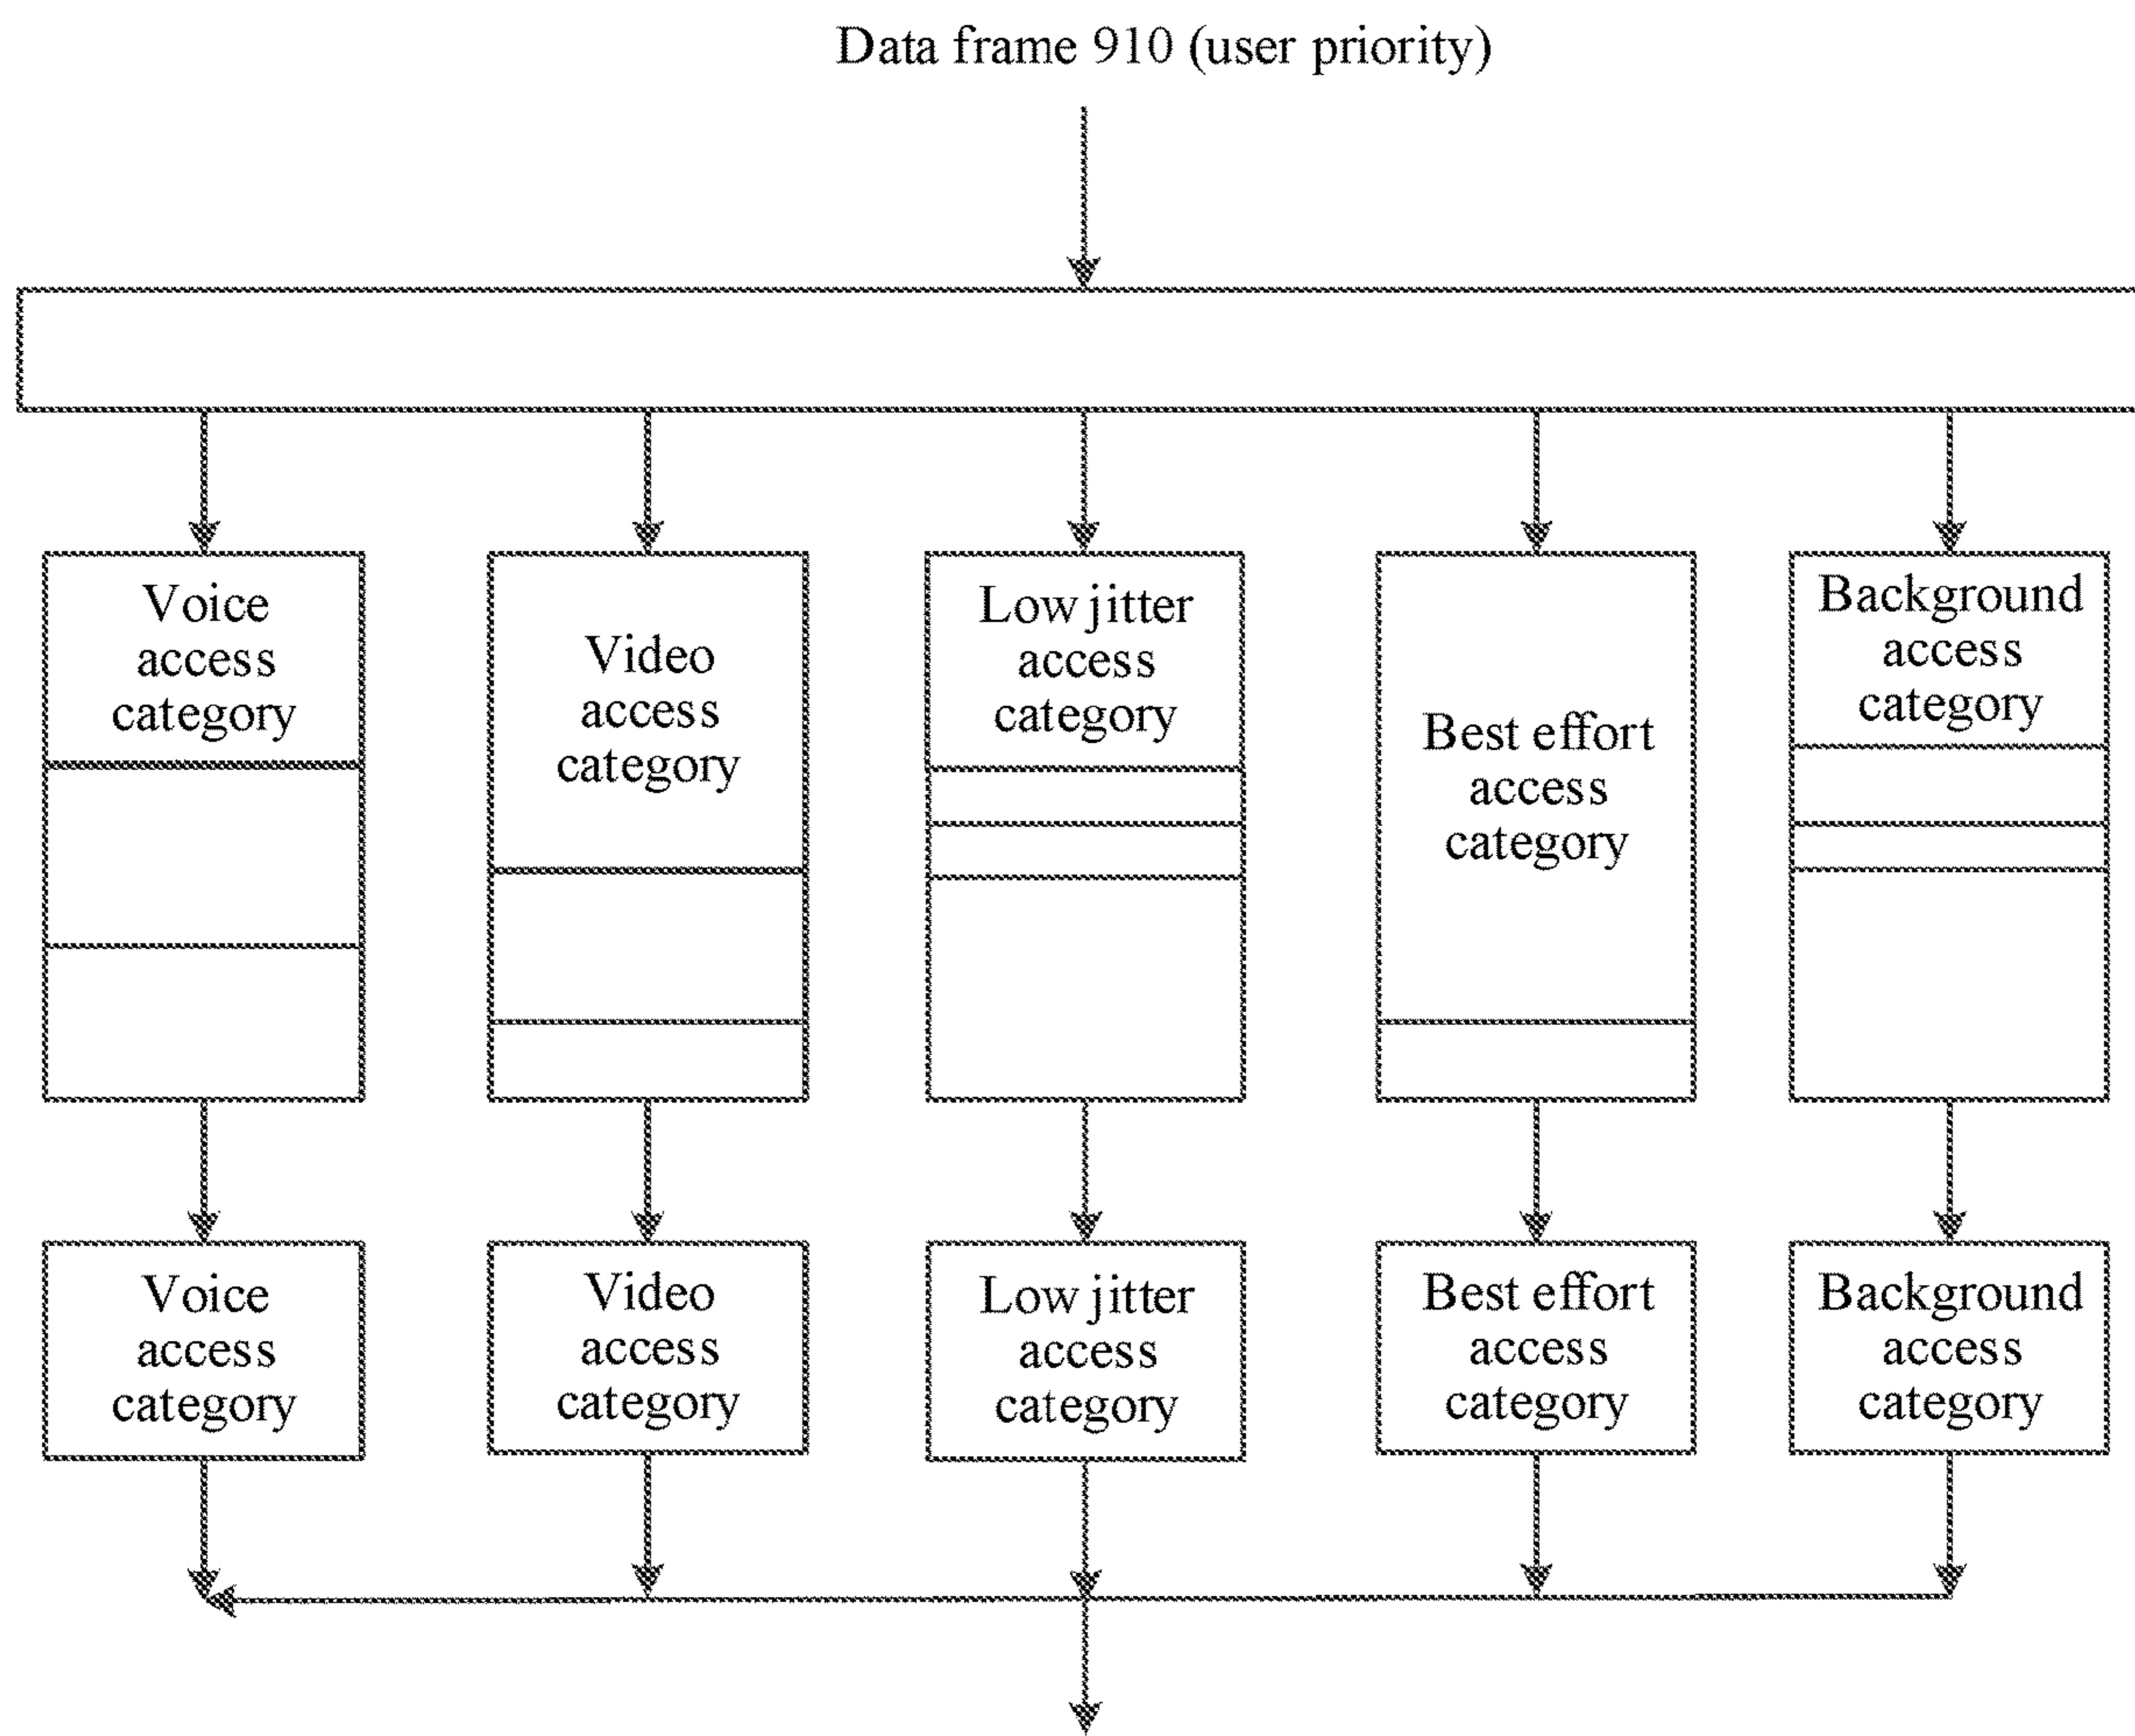 Data frame 910 (user priority)
Voice
access
category
Video
access
category
Low jitter
access
category
Best effort
access
category
Background
access
category
Voice
access
category
Video
access
category
Low jitter
access
category
Best effort
access
category
Background
access
category